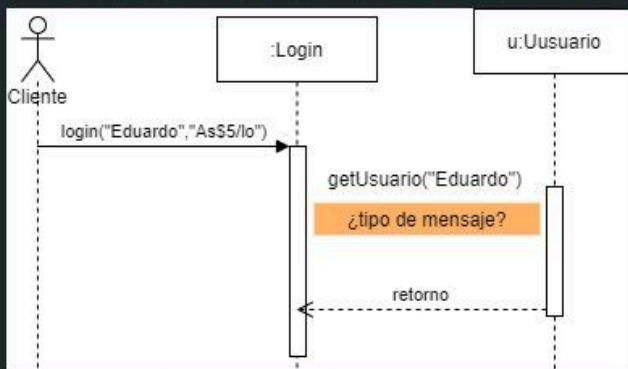 :Login
u:Uusuario
Cliente
login("Eduardo","As$5/lo")
getUsuario("Eduardo")
¿tipo de mensaje?
retorno